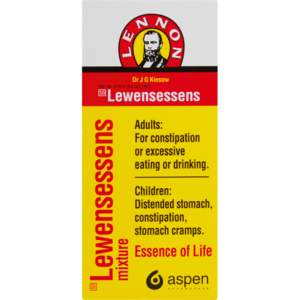 LENNON
Dr J G Kiesow
Lewensessens
Lewensessens
mixture
Adults:
For constipation
or excessive
eating or drinking.
Children:
Distended stomach,
constipation,
stomach cramps.
Essence of Life
aspen